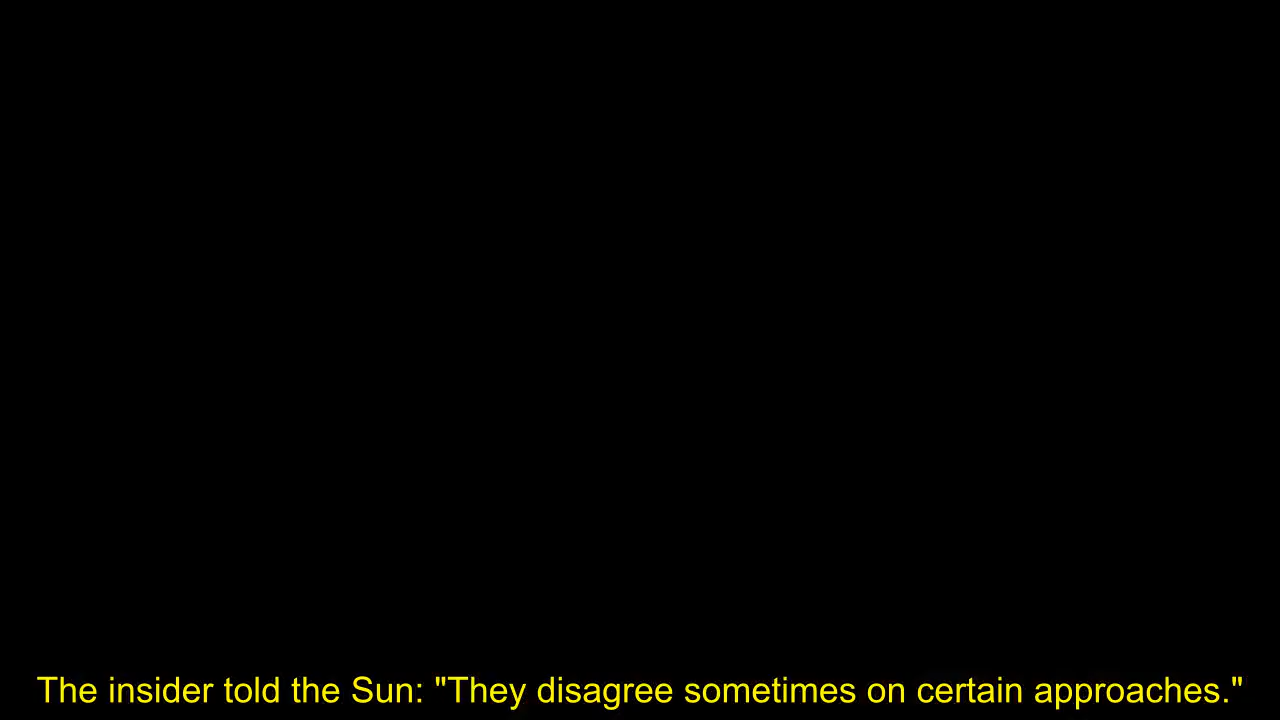 The insider told the Sun: "They disagree sometimes on certain approaches."